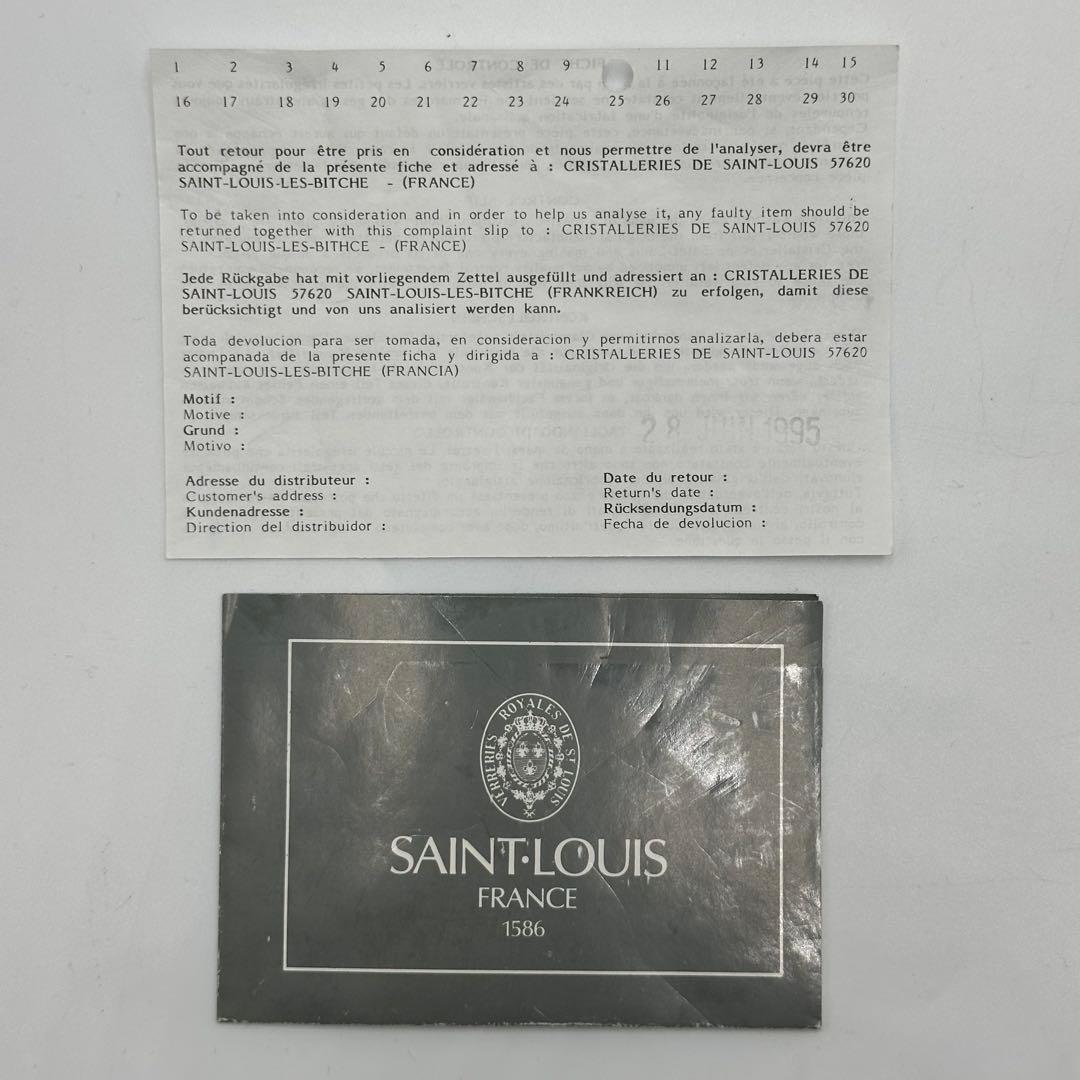 1 2 3 4 5 6 7 8 9 11 12 13 14 15
16 17 18 19 20 21 22 23 24 25 26 27 28 29 30
Tout retour pour être pris en considération et nous permettre de l'analyser, devra être
accompagné de la présente fiche et adressé à : CRISTALLERIES DE SAINT-LOUIS 57620
SAINT-LOUIS-LES-BITCHE - (FRANCE)
To be taken into consideration and in order to help us analyse it, any faulty item should be
returned together with this complaint slip to : CRISTALLERIES DE SAINT-LOUIS 57620
SAINT-LOUIS-LES-BITHCE - (FRANCE)
Jede Rückgabe hat mit vorliegendem Zettel ausgefüllt und adressiert an : CRISTALLERIES DE
SAINT-LOUIS 57620 SAINT-LOUIS-LES-BITCHE (FRANKREICH) zu erfolgen, damit diese
berücksichtigt und von uns analisiert werden kann.
Toda devolucion para ser tomada, en consideracion y permitirnos analizarla, debera estar
acompanada de la presente ficha y dirigida a : CRISTALLERIES DE SAINT-LOUIS 57620
SAINT-LOUIS-LES-BITCHE (FRANCIA)
Motif :
Motive :
Grund :
Motivo :
28 JUIN 1995
Adresse du distributeur :
Customer's address :
Kundenadresse :
Direction del distribuidor :
Date du retour :
Return's date :
Rücksendungsdatum :
Fecha de devolucion :
VERRERIES ROYALES DE ST LOUIS
SAINT·LOUIS
FRANCE
1586